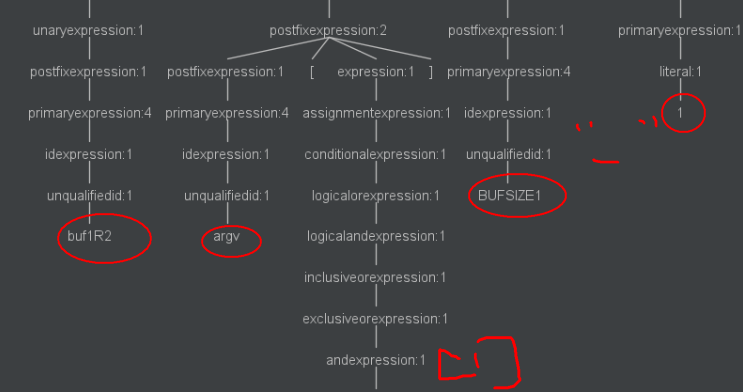 unaryexpression:1 postfixexpression:2 postfixexpression:1 primaryexpression:1
postfixexpression:1 postfixexpression:1 [ expression:1 ] primaryexpression:4 literal:1
primaryexpression:4 primaryexpression:4 assignmentexpression:1 idexpression:1 1
idexpression:1 idexpression:1 conditionalexpression:1 unqualifiedid:1
unqualifiedid:1 unqualifiedid:1 logicalorexpression:1 BUFSIZE1
buf1R2 argv logicalandexpression:1
inclusiveorexpression:1
exclusiveorexpression:1
andexpression:1